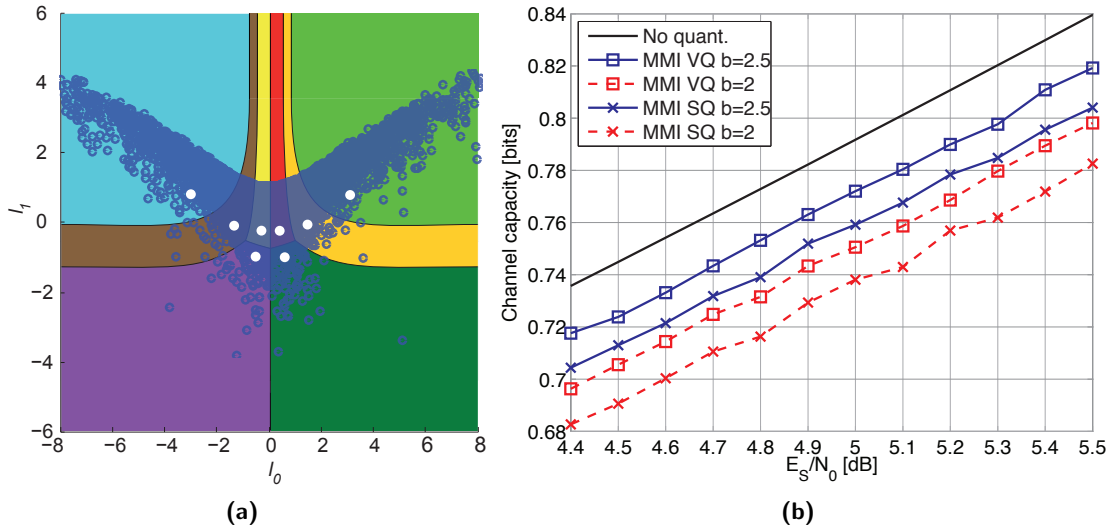 6
4
2
0
−2
−4
−6
l1
−8 −6 −4 −2 0 2 4 6 8
l0
(a)
0.84
0.82
0.8
0.78
0.76
0.74
0.72
0.7
0.68
Channel capacity [bits]
No quant.
MMI VQ b=2.5
MMI VQ b=2
MMI SQ b=2.5
MMI SQ b=2
4.4 4.5 4.6 4.7 4.8 4.9 5 5.1 5.2 5.3 5.4 5.5
ES/N0 [dB]
(b)